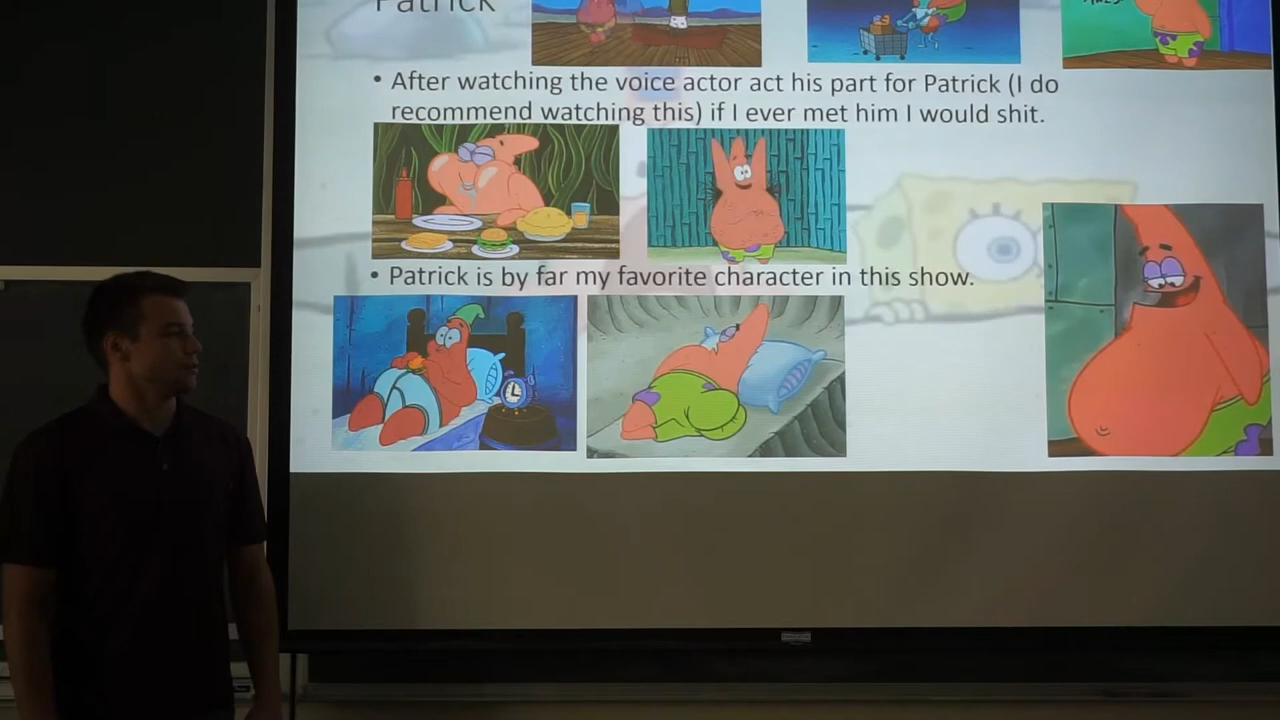 Patrick
• After watching the voice actor act his part for Patrick (I do
recommend watching this) if I ever met him I would shit.
• Patrick is by far my favorite character in this show.